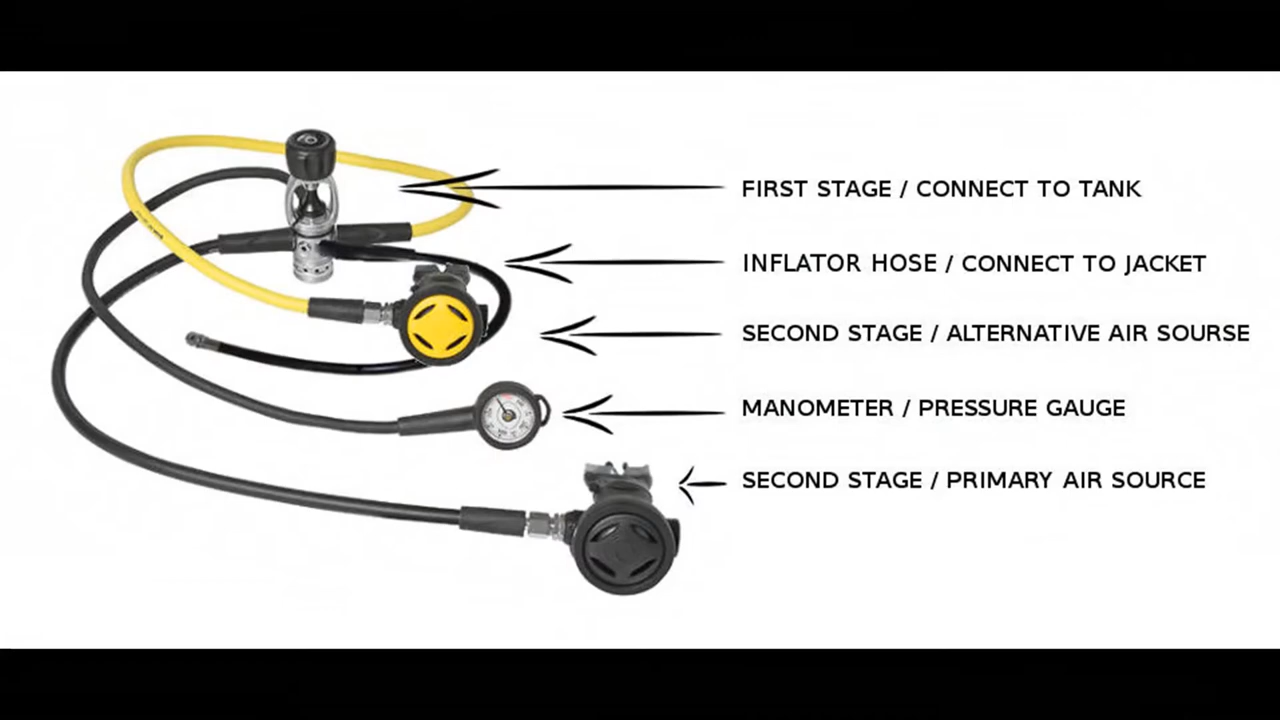 FIRST STAGE / CONNECT TO TANK
INFLATOR HOSE / CONNECT TO JACKET
SECOND STAGE / ALTERNATIVE AIR SOURSE
MANOMETER / PRESSURE GAUGE
SECOND STAGE / PRIMARY AIR SOURCE